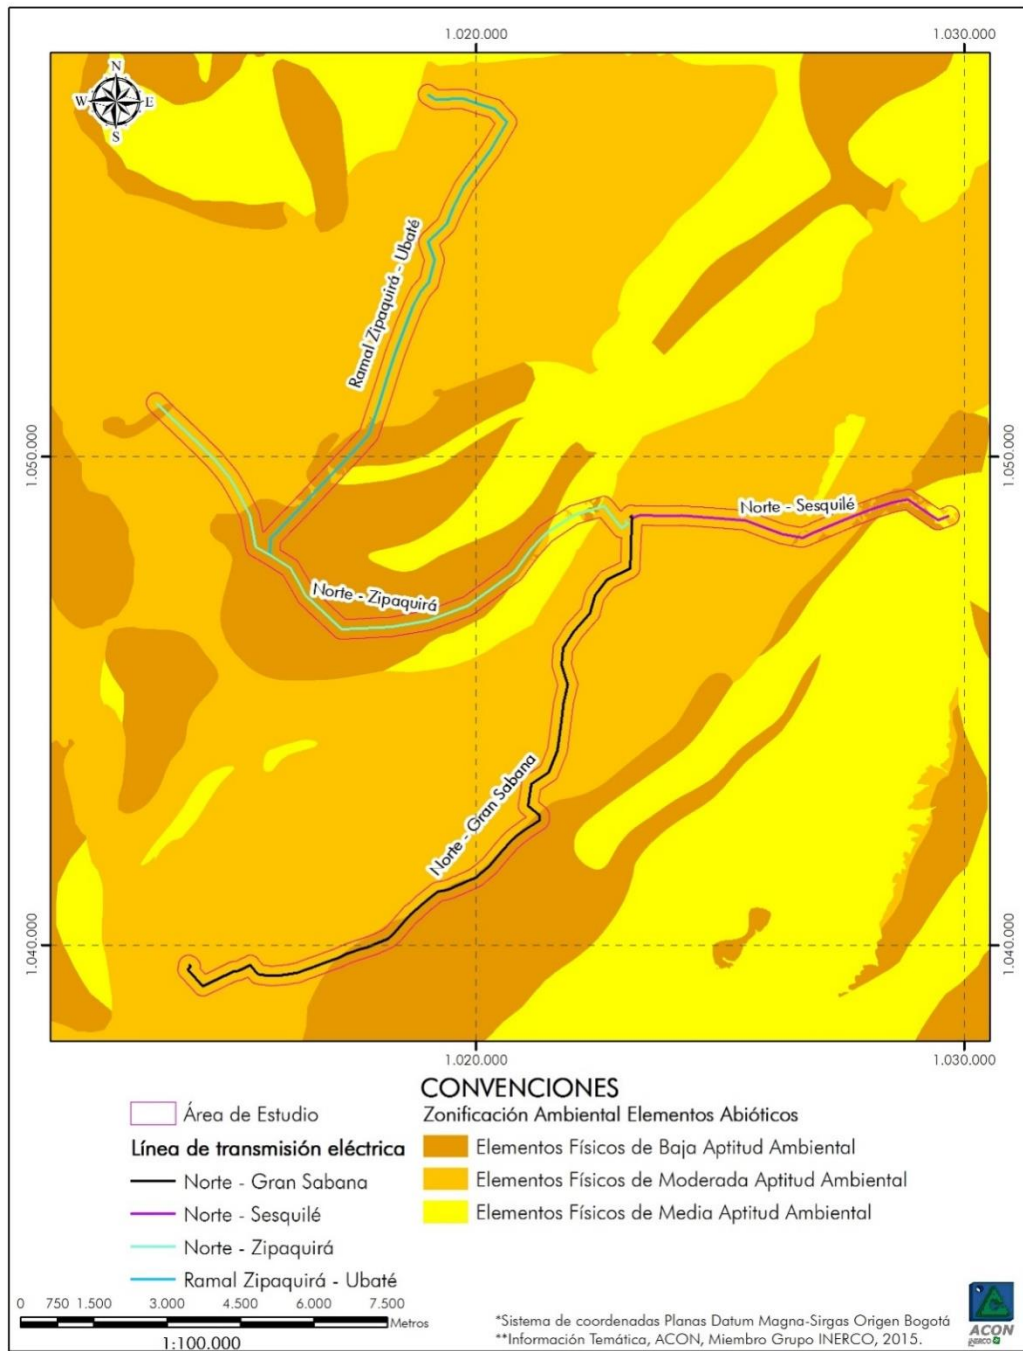 1.020.000
1.030.000
N
W
E
S
Ramal Zipaquirá - Ubaté
1.050.000
1.050.000
Norte - Sesquilé
Norte - Zipaquirá
Norte - Gran Sabana
1.040.000
1.040.000
1.020.000
1.030.000
CONVENCIONES
Área de Estudio
Línea de transmisión eléctrica
Norte - Gran Sabana
Norte - Sesquilé
Norte - Zipaquirá
Ramal Zipaquirá - Ubaté
Zonificación Ambiental Elementos Abióticos
Elementos Físicos de Baja Aptitud Ambiental
Elementos Físicos de Moderada Aptitud Ambiental
Elementos Físicos de Media Aptitud Ambiental
0 750 1.500 3.000 4.500 6.000 7.500
Metros
1:100.000
*Sistema de coordenadas Planas Datum Magna-Sirgas Origen Bogotá
**Información Temática, ACON, Miembro Grupo INERCO, 2015.
ACON
INERCO